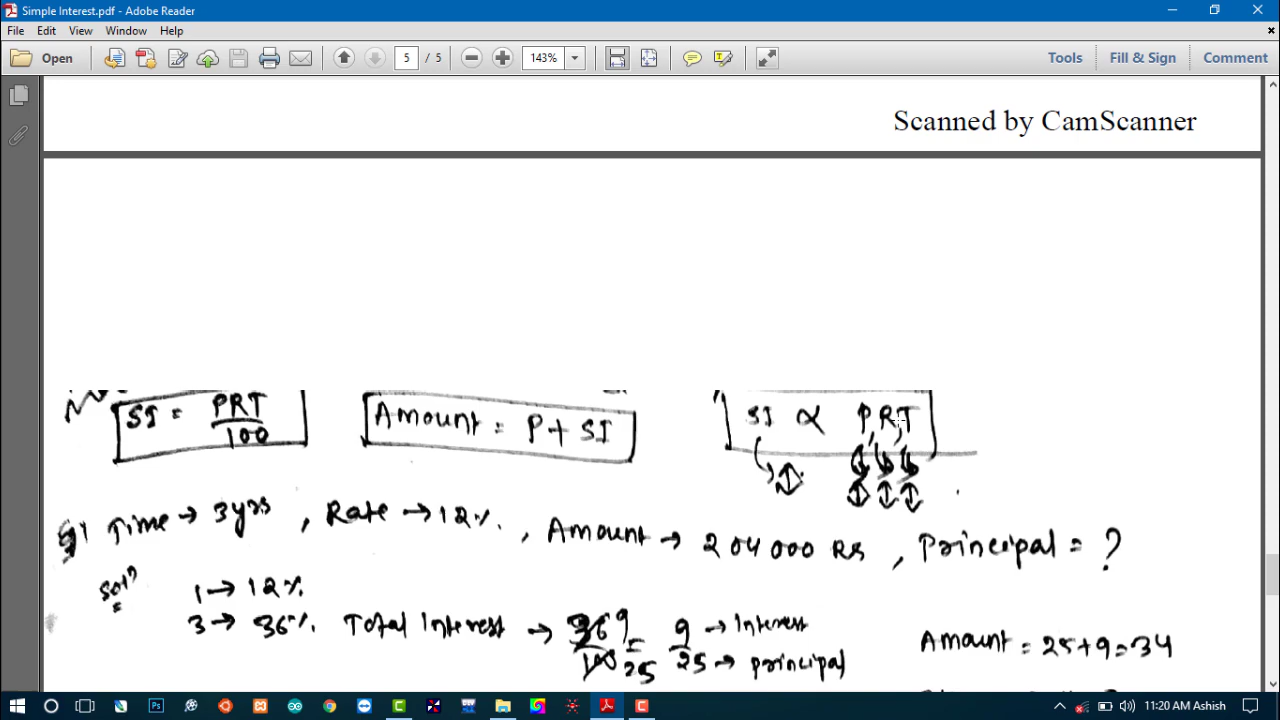 Simple Interest.pdf - Adobe Reader
File Edit View Window Help
Open 5 / 5 143% Tools Fill & Sign Comment
Scanned by CamScanner
SI = PRT/100 Amount = P+ SI SI ∝ P,R,T
Time → 3yrs , Rate → 12% , Amount → 204000 Rs , Principal = ?
Solⁿ
1 → 12%
3 → 36% Total Interest → 36/100 9/25 = 9/25 → Interest → principal
Amount = 25+9=34
11:20 AM Ashish